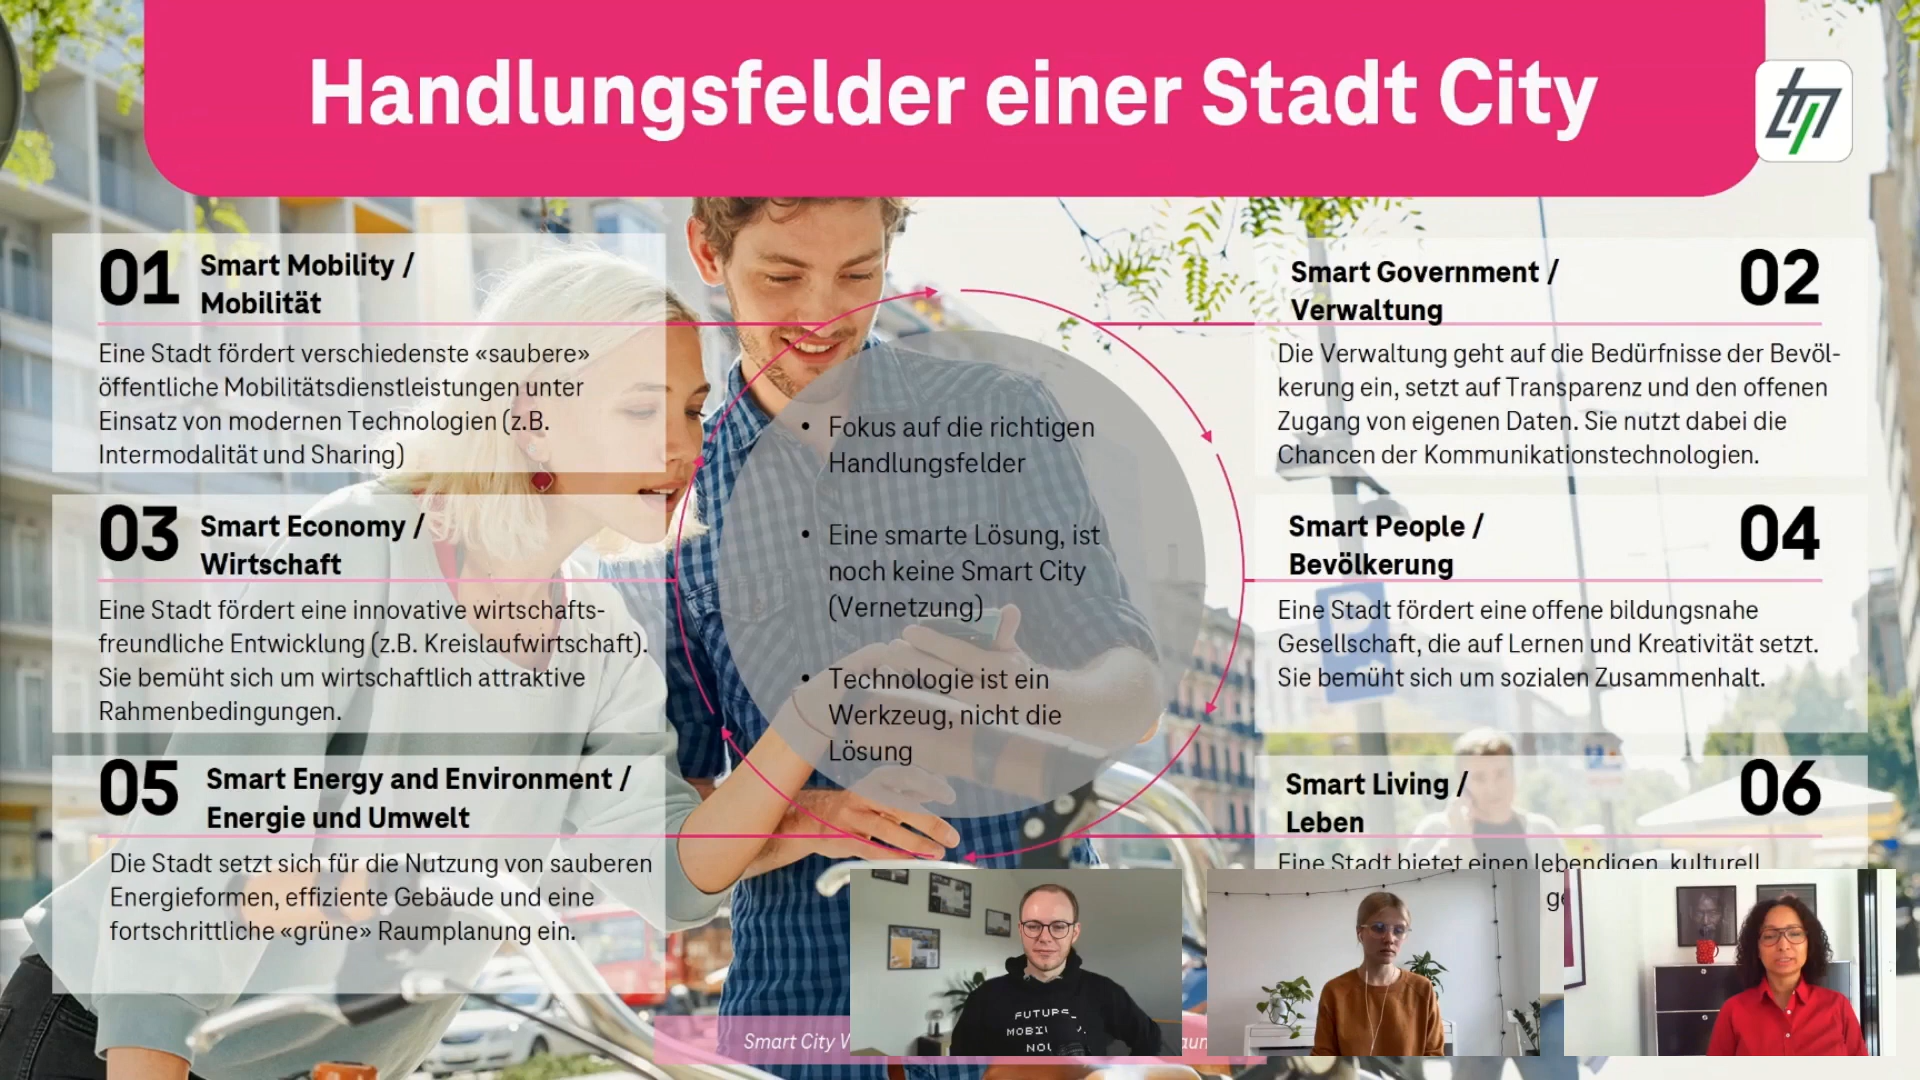 Handlungsfelder einer Stadt City
01 Smart Mobility /
Mobilität
Eine Stadt fördert verschiedenste «saubere»
öffentliche Mobilitätsdienstleistungen unter
Einsatz von modernen Technologien (z.B.
Intermodalität und Sharing)
Smart Government / 02
Verwaltung
Die Verwaltung geht auf die Bedürfnisse der Bevöl-
kerung ein, setzt auf Transparenz und den offenen
Zugang von eigenen Daten. Sie nutzt dabei die
Chancen der Kommunikationstechnologien.
• Fokus auf die richtigen
Handlungsfelder
• Eine smarte Lösung, ist
noch keine Smart City
(Vernetzung)
• Technologie ist ein
Werkzeug, nicht die
Lösung
03 Smart Economy /
Wirtschaft
Eine Stadt fördert eine innovative wirtschafts-
freundliche Entwicklung (z.B. Kreislaufwirtschaft).
Sie bemüht sich um wirtschaftlich attraktive
Rahmenbedingungen.
Smart People / 04
Bevölkerung
Eine Stadt fördert eine offene bildungsnahe
Gesellschaft, die auf Lernen und Kreativität setzt.
Sie bemüht sich um sozialen Zusammenhalt.
05 Smart Energy and Environment /
Energie und Umwelt
Die Stadt setzt sich für die Nutzung von sauberen
Energieformen, effiziente Gebäude und eine
fortschrittliche «grüne» Raumplanung ein.
Smart Living / 06
Leben
Eine Stadt bietet einen lebendigen, kulturell
Smart City
FUTURE_